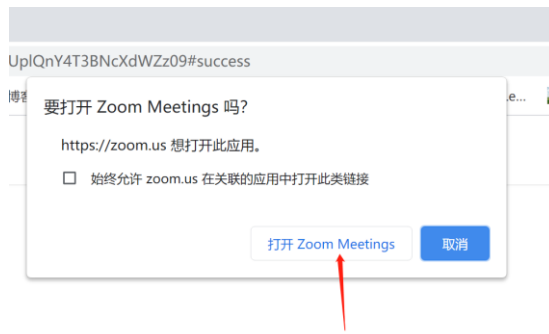 UplQnY4T3BNcXdWZz09#success
博客
.e...
要打开 Zoom Meetings 吗?
https://zoom.us 想打开此应用。
始终允许 zoom.us 在关联的应用中打开此类链接
打开 Zoom Meetings
取消